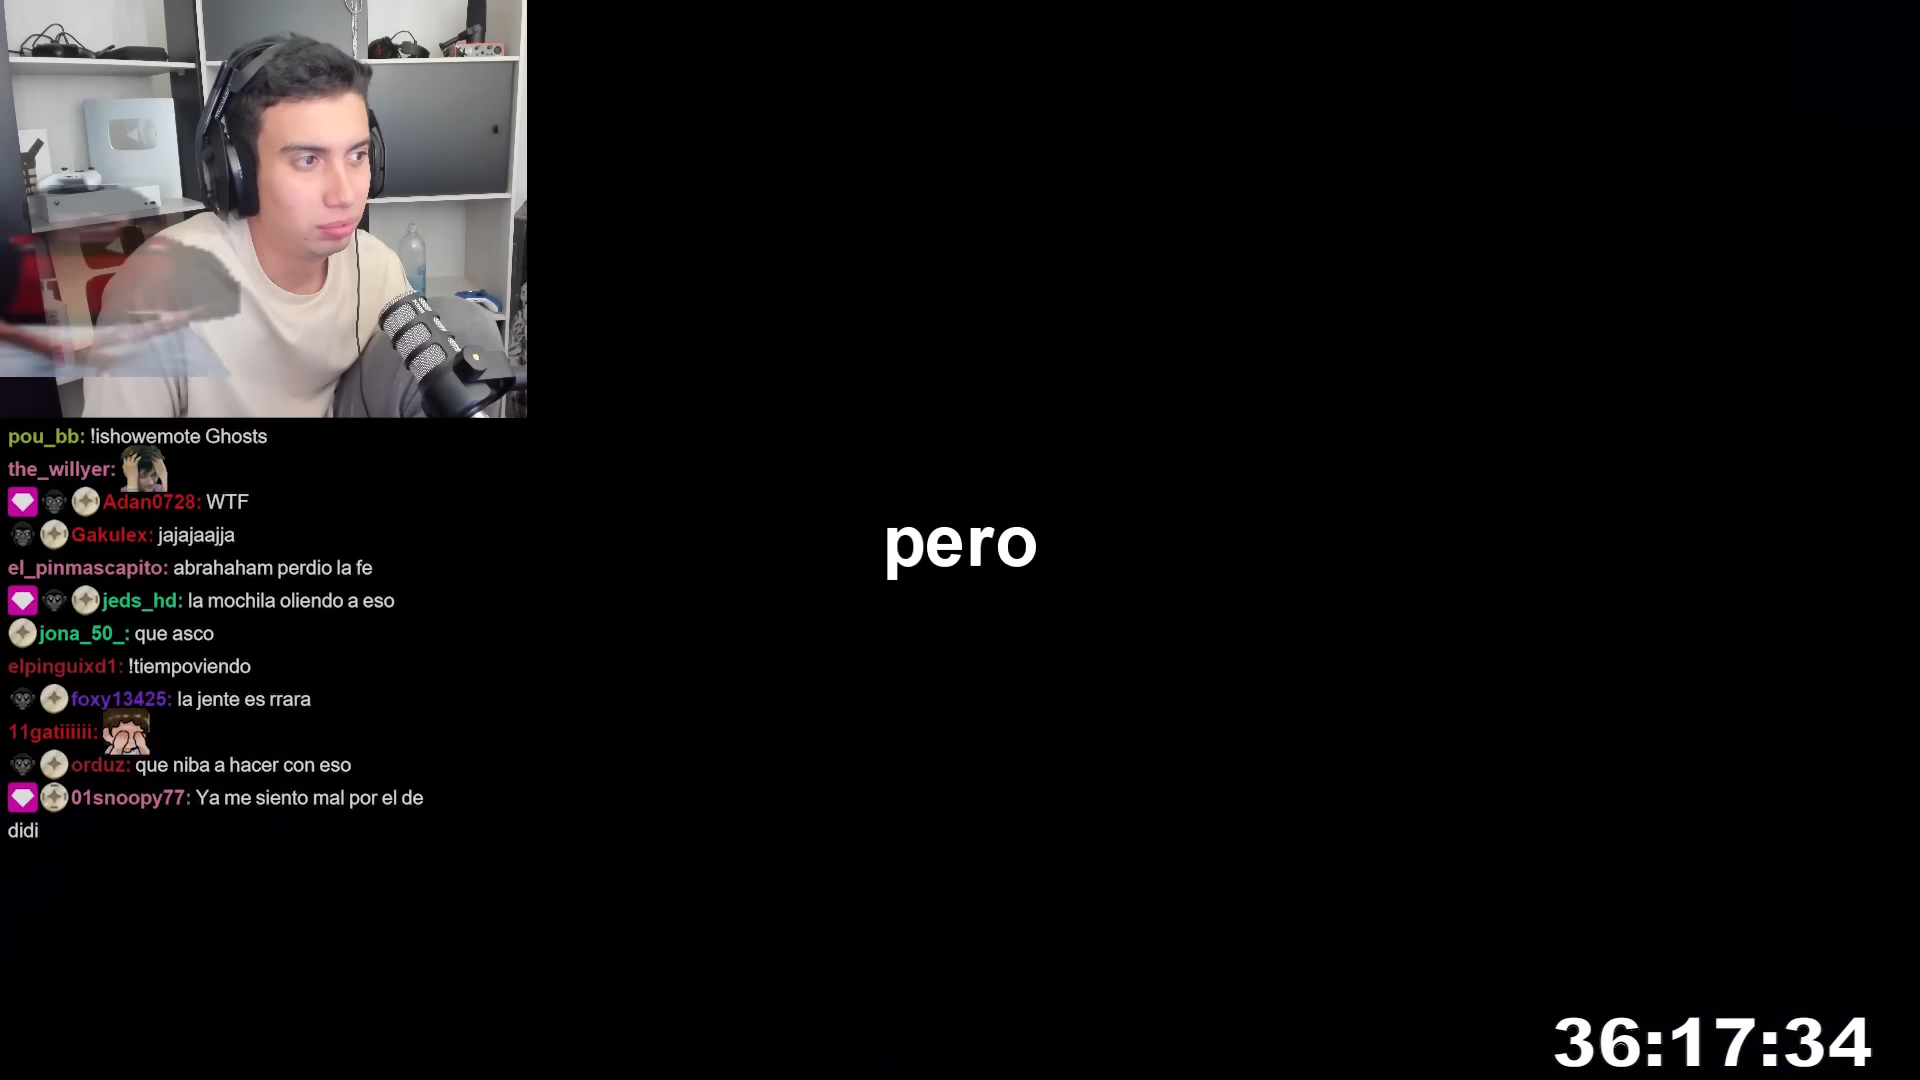 pou_bb: !ishowemote Ghosts
the_willyer:
Adan0728: WTF
Gakulex: jajajaajja
el_pinmascapito: abrahaham perdio la fe
jeds_hd: la mochila oliendo a eso
jona_50_: que asco
elpinguixd1: !tiempoviendo
foxy13425: la jente es rrara
11gatiiiiii:
orduz: que niba a hacer con eso
01snoopy77: Ya me siento mal por el de
didi
pero
36:17:34